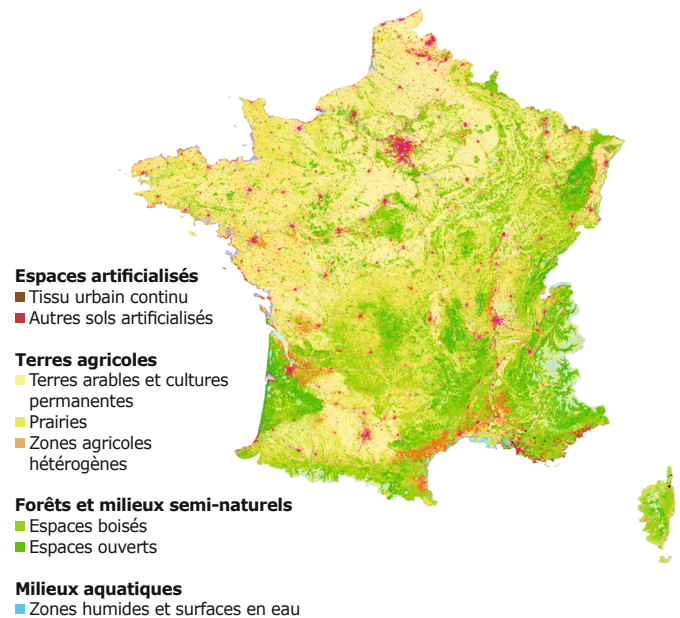 Espaces artificialisés
Tissu urbain continu
Autres sols artificialisés
Terres agricoles
Terres arables et cultures
permanentes
Prairies
Zones agricoles
hétérogènes
Forêts et milieux semi-naturels
Espaces boisés
Espaces ouverts
Milieux aquatiques
Zones humides et surfaces en eau